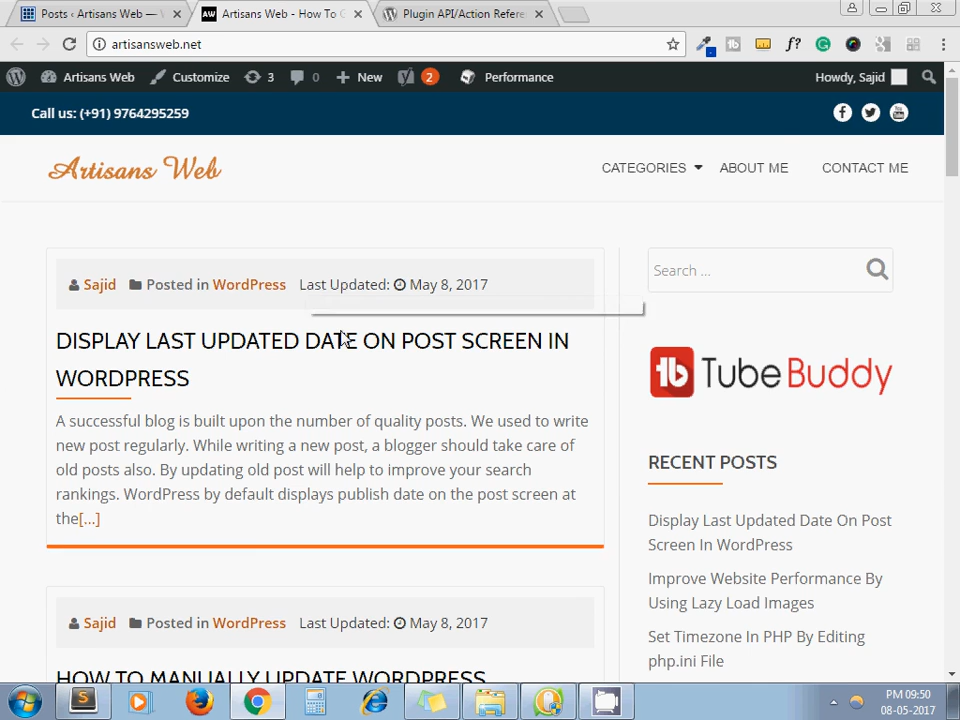 Posts ‹ Artisans Web —
Artisans Web - How To
Plugin API/Action Refere
artisansweb.net
f?
Artisans Web
Customize
3
0
New
2
Performance
Howdy, Sajid
Call us: (+91) 9764295259
Artisans Web
CATEGORIES
ABOUT ME
CONTACT ME
Sajid Posted in WordPress Last Updated: May 8, 2017
DISPLAY LAST UPDATED DATE ON POST SCREEN IN
WORDPRESS
A successful blog is built upon the number of quality posts. We used to write
new post regularly. While writing a new post, a blogger should take care of
old posts also. By updating old post will help to improve your search
rankings. WordPress by default displays publish date on the post screen at
the[...]
Sajid Posted in WordPress Last Updated: May 8, 2017
HOW TO MANUALLY UPDATE WORDPRESS
Search ...
tb TubeBuddy
RECENT POSTS
Display Last Updated Date On Post
Screen In WordPress
Improve Website Performance By
Using Lazy Load Images
Set Timezone In PHP By Editing
php.ini File
PM 09:50
08-05-2017